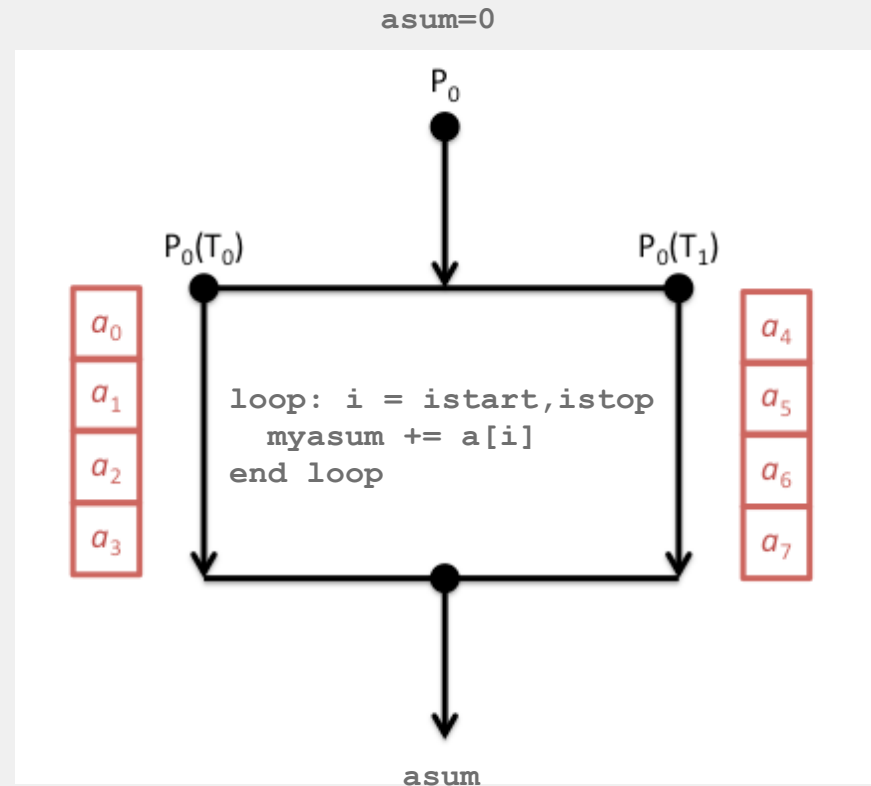 asum=0
P₀
P₀(T₀)
P₀(T₁)
a₀
a₁
a₂
a₃
loop: i = istart,istop
myasum += a[i]
end loop
a₄
a₅
a₆
a₇
asum